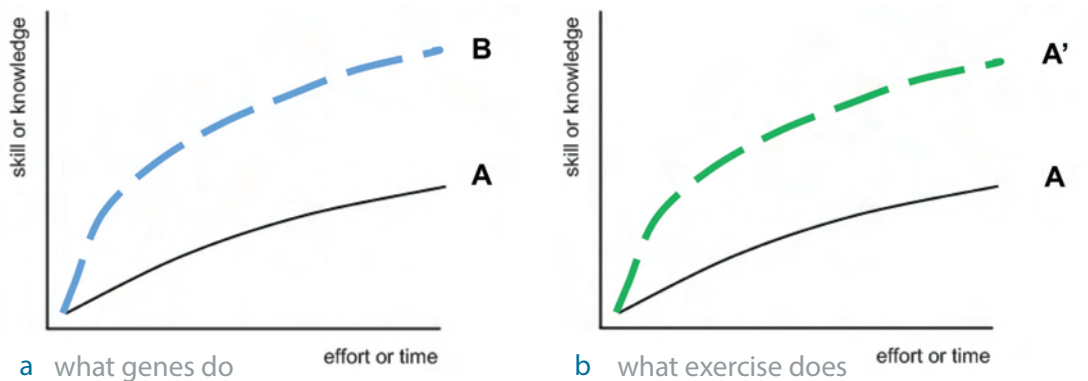 skill or knowledge
B
A
effort or time
a what genes do
skill or knowledge
A’
A
effort or time
b what exercise does